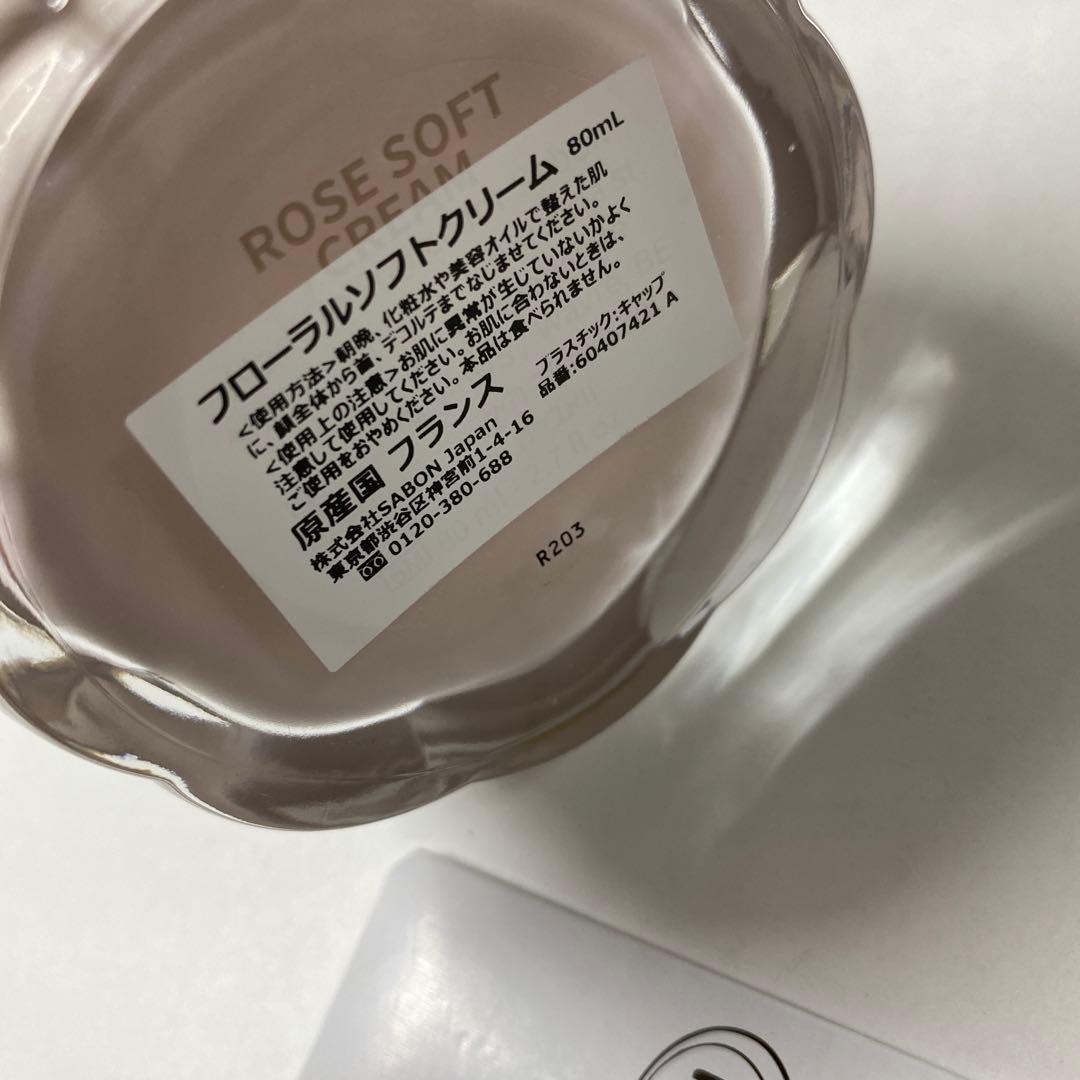 ROSE SOFT
CREAM
フローラルソフトクリーム 80mL
<使用方法>朝晩、化粧水や美容オイルで整えた肌
に、顔全体から首、デコルテまでなじませてください。
<使用上の注意>お肌に異常が生じていないかよく
注意して使用してください。お肌に合わないときは、
ご使用をおやめください。本品は食べられません。
原産国 フランス
プラスチック:キャップ
品番:60407421 A
株式会社SABON Japan
東京都渋谷区神宮前1-4-16
0120-380-688
R203